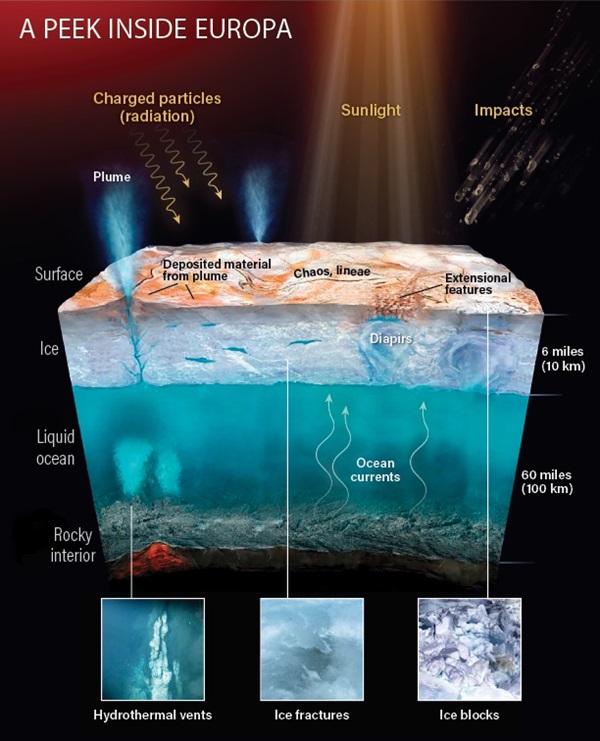 A PEEK INSIDE EUROPA
Charged particles
(radiation)
Sunlight
Impacts
Plume
Surface
Deposited material
from plume
Chaos, lineae
Extensional
features
Ice
Diapirs
6 miles
(10 km)
Liquid
ocean
Ocean
currents
60 miles
(100 km)
Rocky
interior
Hydrothermal vents
Ice fractures
Ice blocks